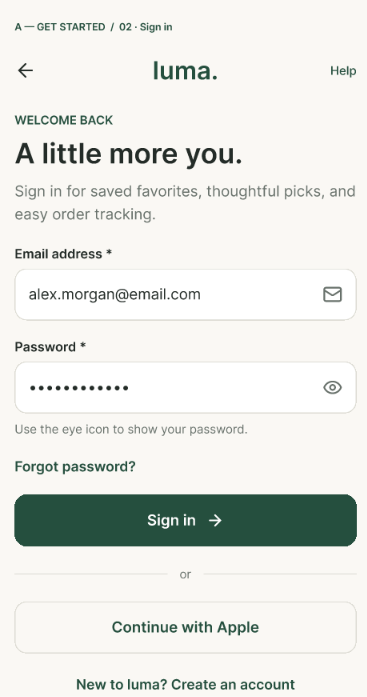 A — GET STARTED / 02 · Sign in
luma.
Help
WELCOME BACK
A little more you.
Sign in for saved favorites, thoughtful picks, and
easy order tracking.
Email address *
alex.morgan@email.com
Password *
••••••••••••
Use the eye icon to show your password.
Forgot password?
Sign in →
or
Continue with Apple
New to luma? Create an account